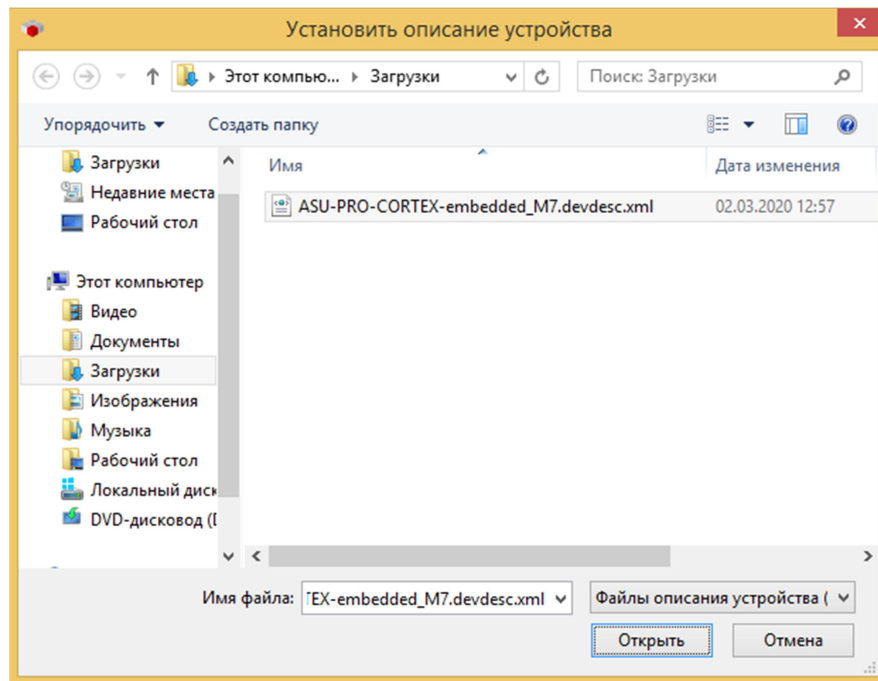 Установить описание устройства
Этот компью... Загрузки
Поиск: Загрузки
Упорядочить Создать папку
Загрузки
Недавние места
Рабочий стол
Этот компьютер
Видео
Документы
Загрузки
Изображения
Музыка
Рабочий стол
Локальный диск
DVD-дисковод (
Имя Дата изменения
ASU-PRO-CORTEX-embedded_M7.devdesc.xml 02.03.2020 12:57
Имя файла: EX-embedded_M7.devdesc.xml Файлы описания устройства (
Открыть Отмена